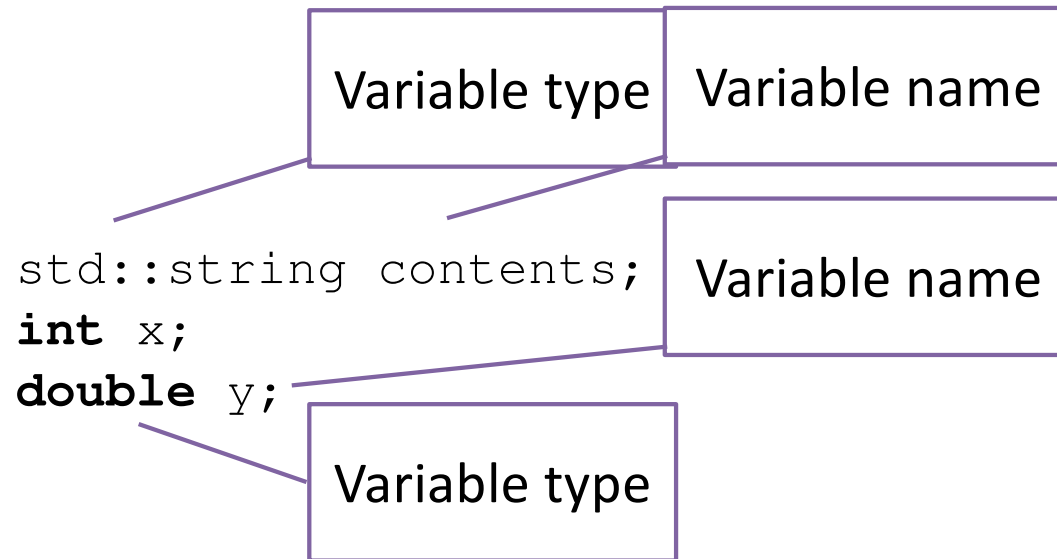 Variable type
Variable name
std::string contents;
Variable name
int x;
double y;
Variable type